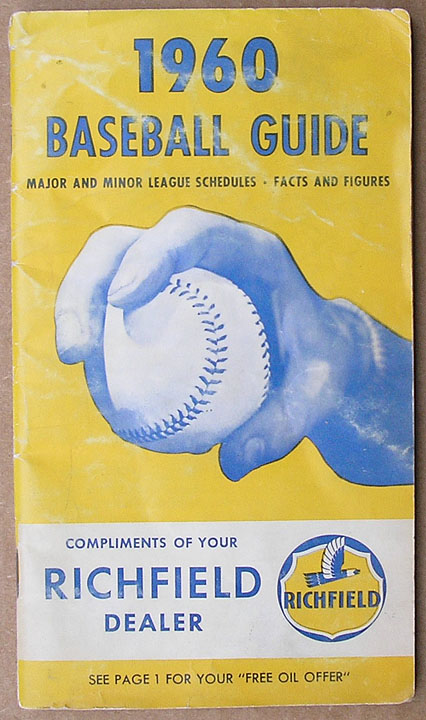 1960
BASEBALL GUIDE
MAJOR AND MINOR LEAGUE SCHEDULES • FACTS AND FIGURES
COMPLIMENTS OF YOUR
RICHFIELD
DEALER
RICHFIELD
SEE PAGE 1 FOR YOUR "FREE OIL OFFER"